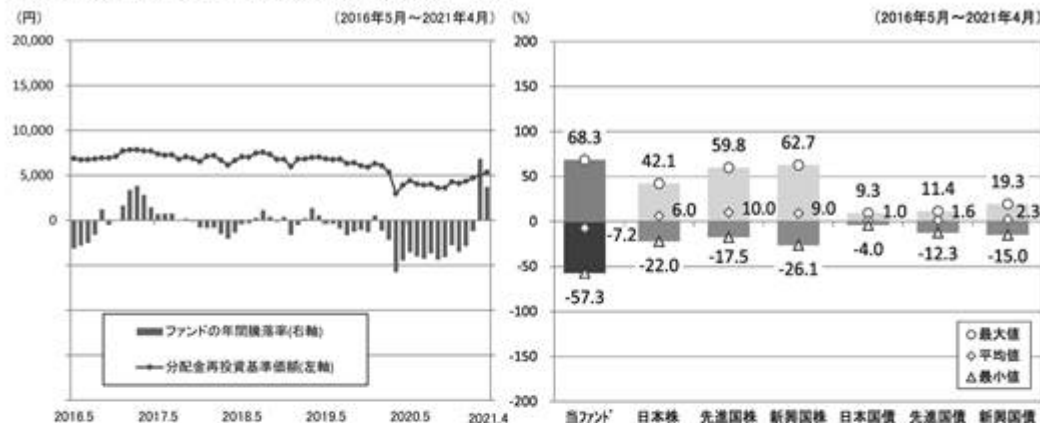 (円)
(2016年5月～2021年4月)
20,000
15,000
10,000
5,000
0
ファンドの年間騰落率(右軸)
分配金再投資基準価額(左軸)
2016.5 2017.5 2018.5 2019.5 2020.5 2021.4
(%)
(2016年5月～2021年4月)
200
150
100
50
0
-50
-100
-150
-200
68.3 42.1 59.8 62.7 9.3 11.4 19.3
-7.2 6.0 10.0 9.0 1.0 1.6 2.3
-57.3 -22.0 -17.5 -26.1 -4.0 -12.3 -15.0
最大値
平均値
最小値
当ファンド 日本株 先進国株 新興国株 日本国債 先進国債 新興国債